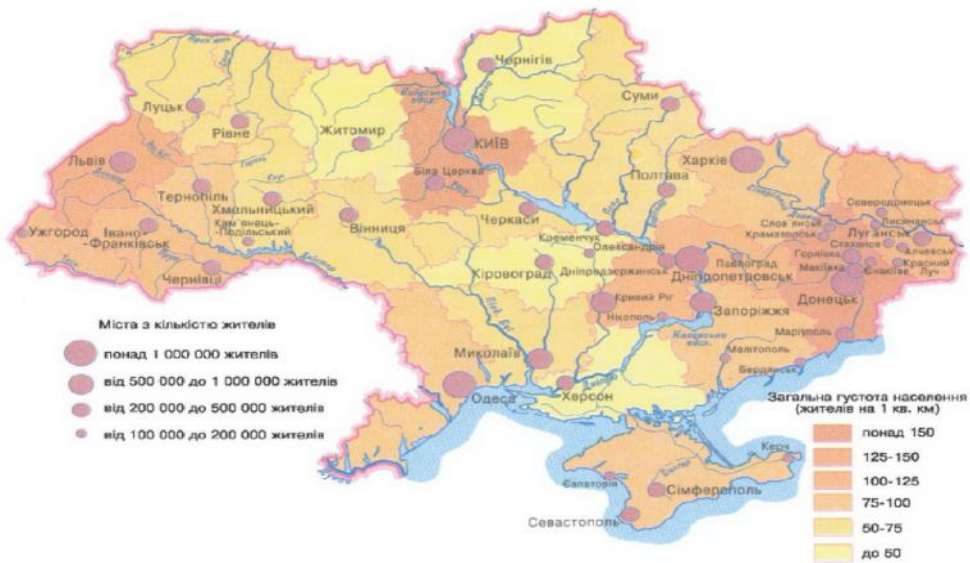 Чернігів
Суми
Луцьк
Рівне
Житомир
КИЇВ
Львів
Харків
Біла Церква
Полтава
Тернопіль
Хмельницький
Черкаси
Сєвєродонецьк
Лисичанськ
Ужгород
Івано-
Франківськ
Кам'янець-
Подільський
Вінниця
Кременчук
Слов'янськ
Краматорськ
Луганськ
Стаханов
Алчевськ
Олександрія
Павлоград
Горлівка
Чернівці
Кіровоград
Дніпродзержинськ
Дніпропетровськ
Макіївка
Єнакієве
Красний
Луч
Донецьк
Кривий Ріг
Нікополь
Запоріжжя
Маріуполь
Міста з кількістю жителів
понад 1 000 000 жителів
від 500 000 до 1 000 000 жителів
від 200 000 до 500 000 жителів
від 100 000 до 200 000 жителів
Миколаїв
Мелітополь
Бердянськ
Одеса
Херсон
Дніпро
Загальна густота населення
(жителів на 1 кв. км)
понад 150
125-150
100-125
75-100
50-75
до 50
Керч
Євпаторія
Сімферополь
Севастополь